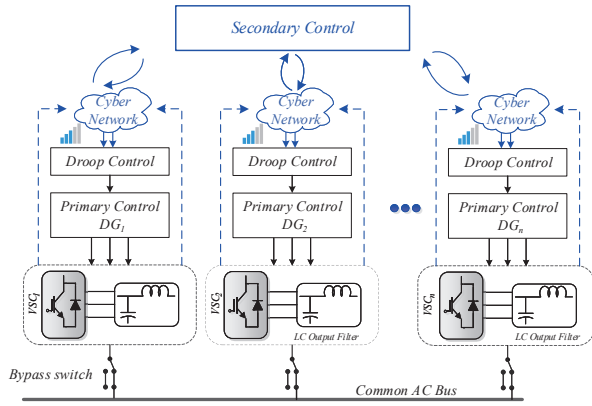 Secondary Control
Cyber
Network
Cyber
Network
Cyber
Network
Droop Control
Droop Control
Droop Control
Primary Control
DG1
Primary Control
DG2
Primary Control
DGn
VSC1
VSC2
LC Output Filter
VSCn
LC Output Filter
Bypass switch
Common AC Bus